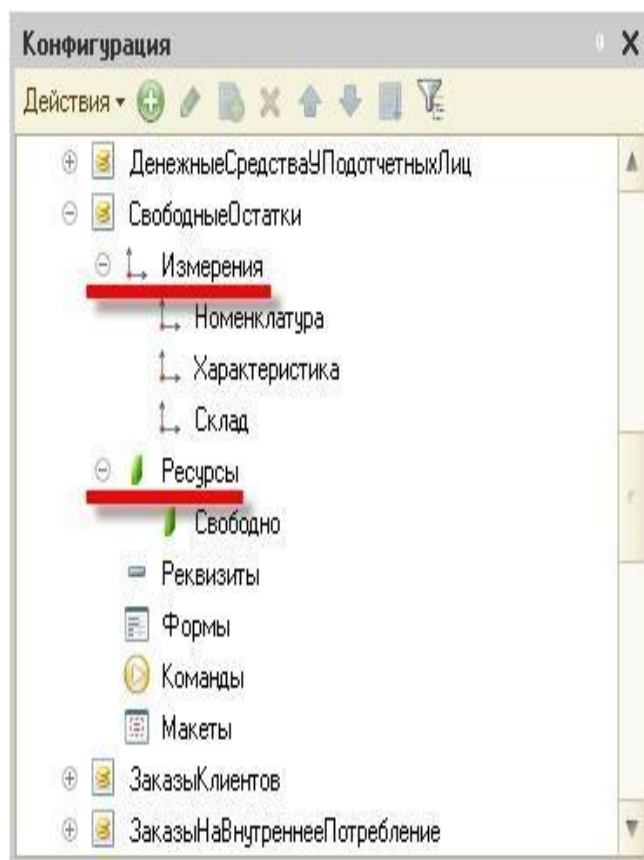 Конфигурация
Действия
ДенежныеСредстваУПодотчетныхЛиц
СвободныеОстатки
Измерения
Номенклатура
Характеристика
Склад
Ресурсы
Свободно
Реквизиты
Формы
Команды
Макеты
ЗаказыКлиентов
ЗаказыНаВнутреннееПотребление